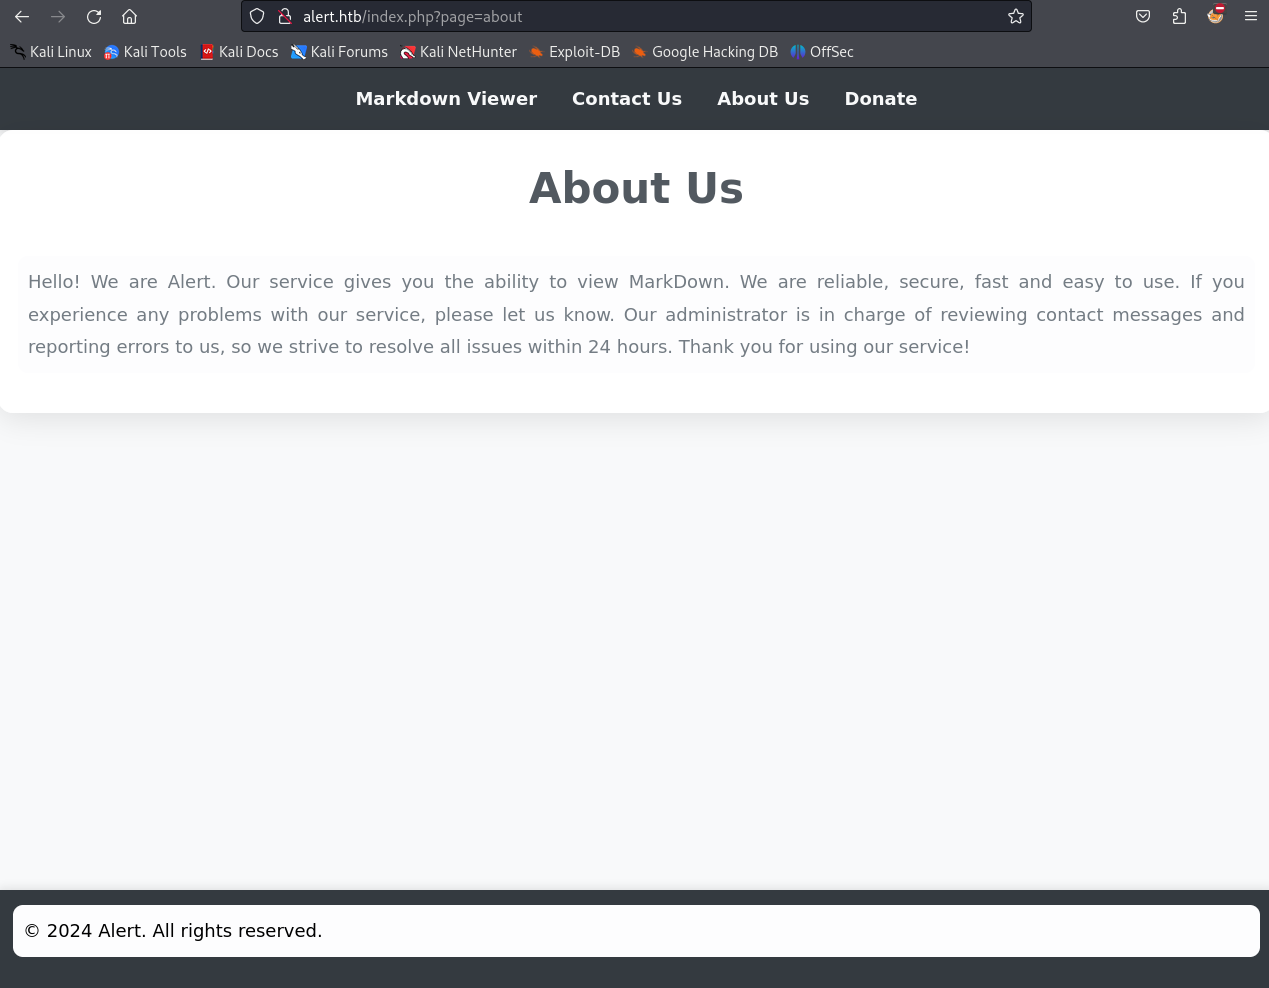 alert.htb/index.php?page=about
Kali Linux Kali Tools Kali Docs Kali Forums Kali NetHunter Exploit-DB Google Hacking DB OffSec
Markdown Viewer Contact Us About Us Donate
About Us
Hello! We are Alert. Our service gives you the ability to view MarkDown. We are reliable, secure, fast and easy to use. If you
experience any problems with our service, please let us know. Our administrator is in charge of reviewing contact messages and
reporting errors to us, so we strive to resolve all issues within 24 hours. Thank you for using our service!
© 2024 Alert. All rights reserved.